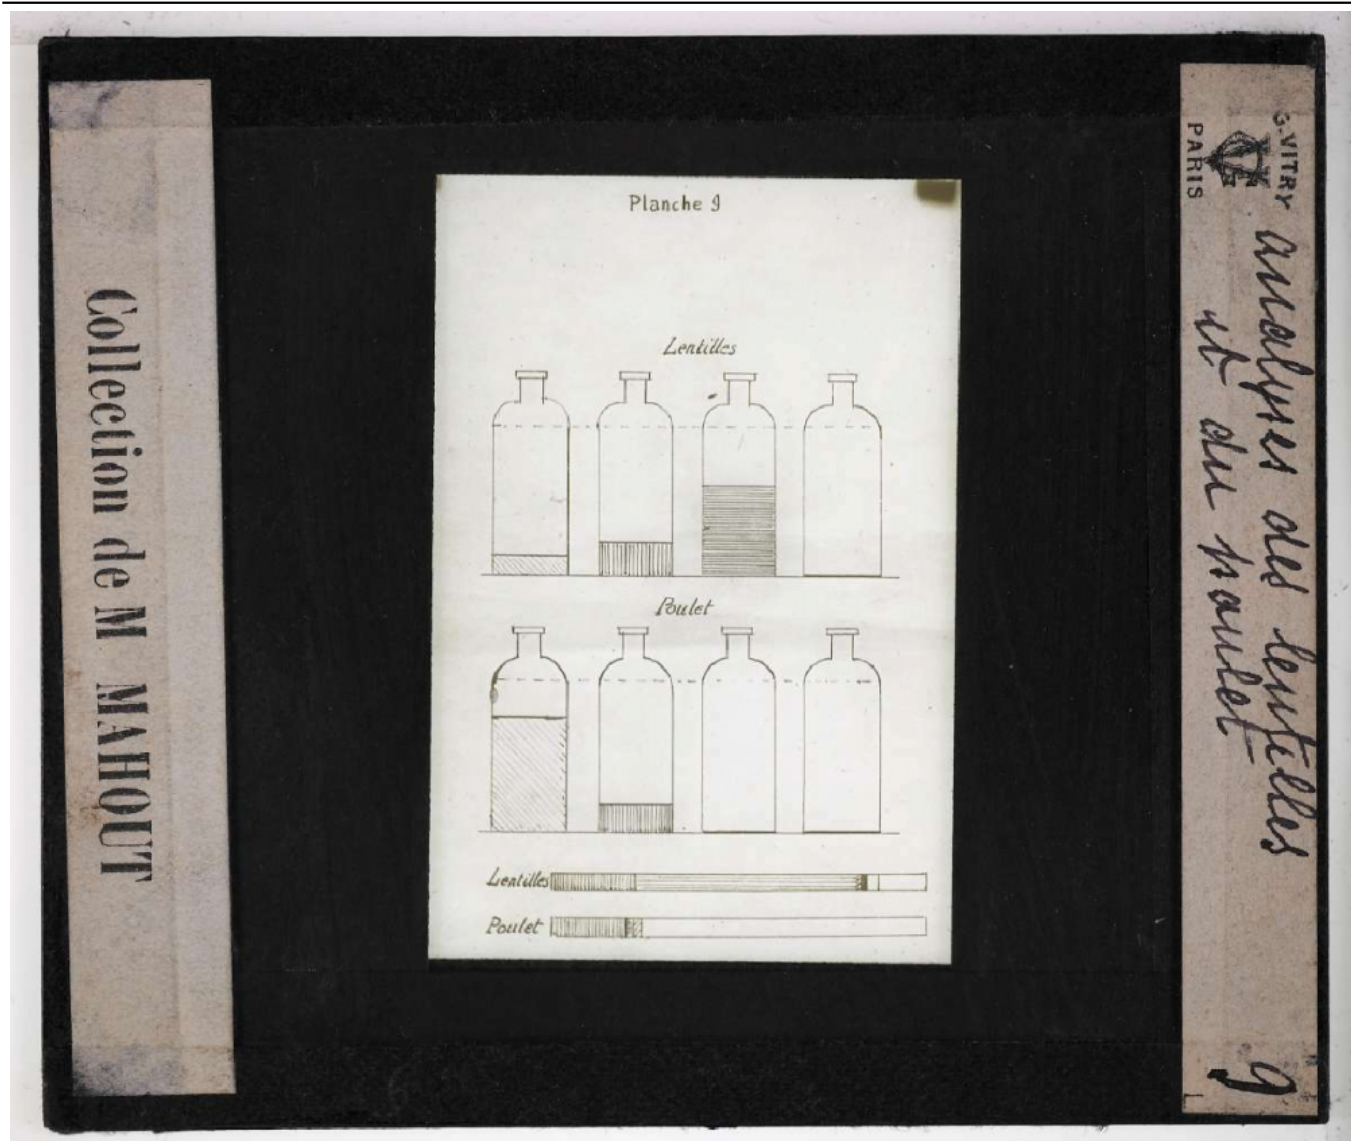 Collection de M MAHOUT
Planche 9
Lentilles
Poulet
Lentilles
Poulet
G. VITRY
PARIS
analyses des lentilles
et du poulet
9